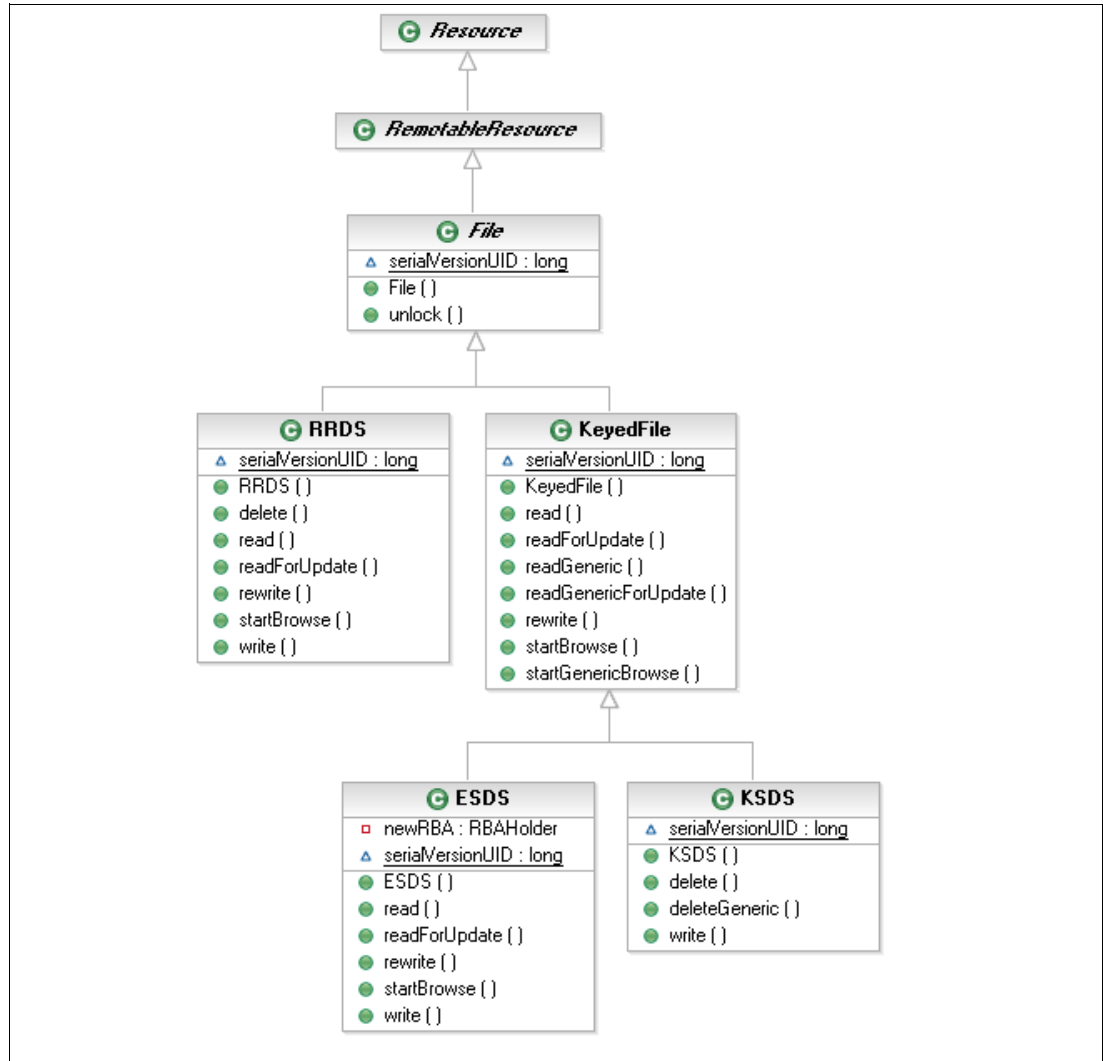 Resource
RemotableResource
File
serialVersionUID : long
File ( )
unlock ( )
RRDS
serialVersionUID : long
RRDS ( )
delete ( )
read ( )
readForUpdate ( )
rewrite ( )
startBrowse ( )
write ( )
KeyedFile
serialVersionUID : long
KeyedFile ( )
read ( )
readForUpdate ( )
readGeneric ( )
readGenericForUpdate ( )
rewrite ( )
startBrowse ( )
startGenericBrowse ( )
ESDS
newRBA : RBAHolder
serialVersionUID : long
ESDS ( )
read ( )
readForUpdate ( )
rewrite ( )
startBrowse ( )
write ( )
KSDS
serialVersionUID : long
KSDS ( )
delete ( )
deleteGeneric ( )
write ( )